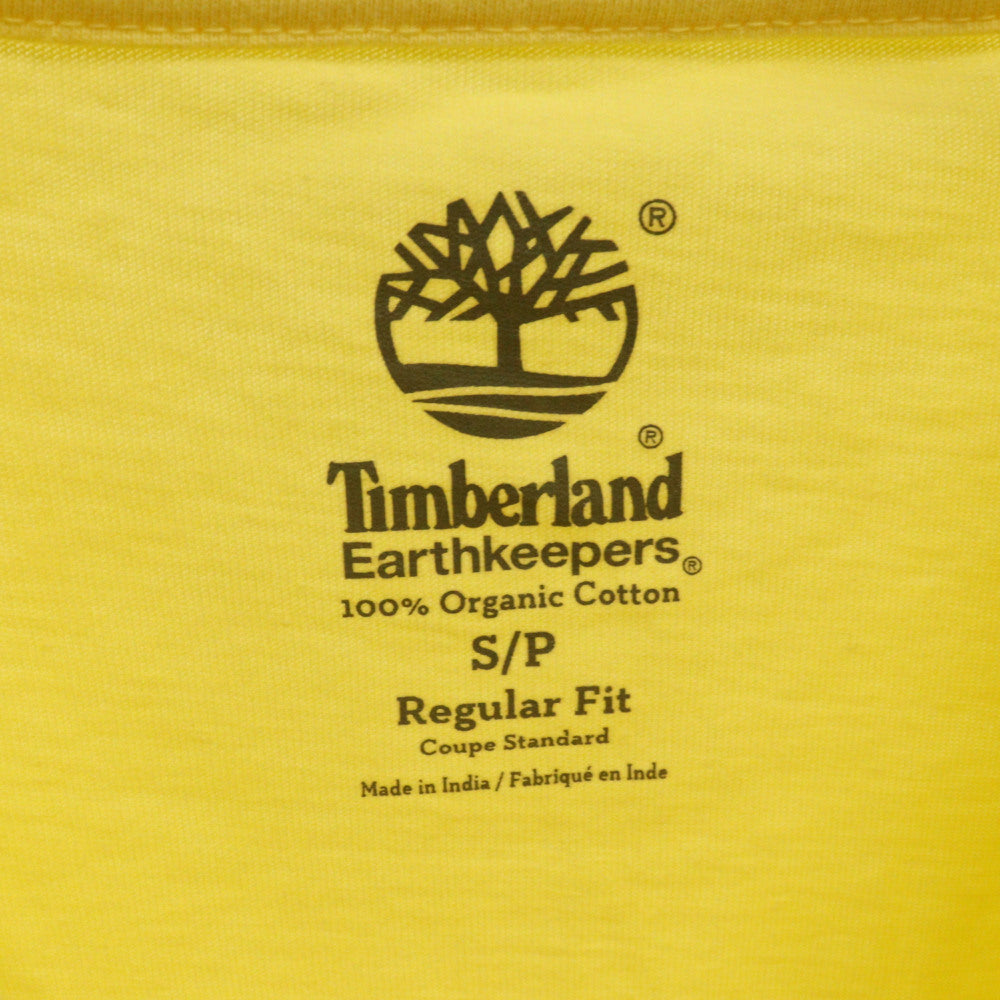 ®
®
Timberland
Earthkeepers®
100% Organic Cotton
S/P
Regular Fit
Coupe Standard
Made in India / Fabriqué en Inde